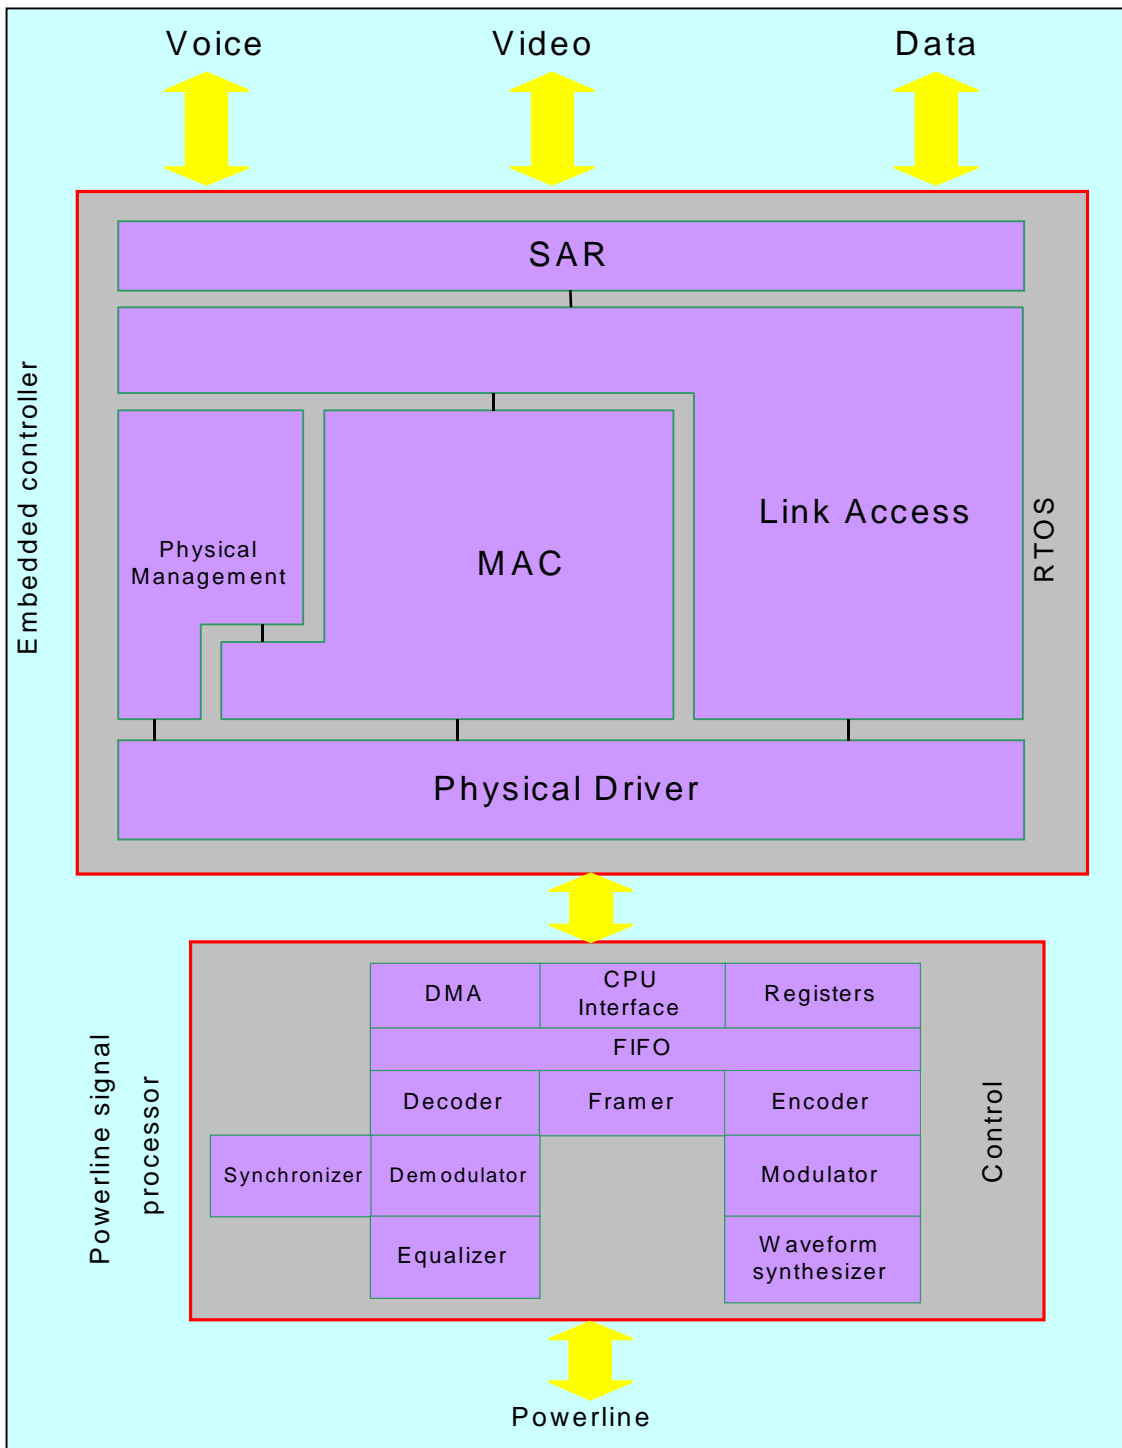 Voice
Video
Data
SAR
Embedded controller
Link Access
RTOS
Physical
Management
MAC
Physical Driver
DMA
CPU
Interface
Registers
FIFO
Decoder
Framer
Encoder
Powerline signal
processor
Control
Synchronizer
Demodulator
Modulator
Equalizer
Waveform
synthesizer
Powerline